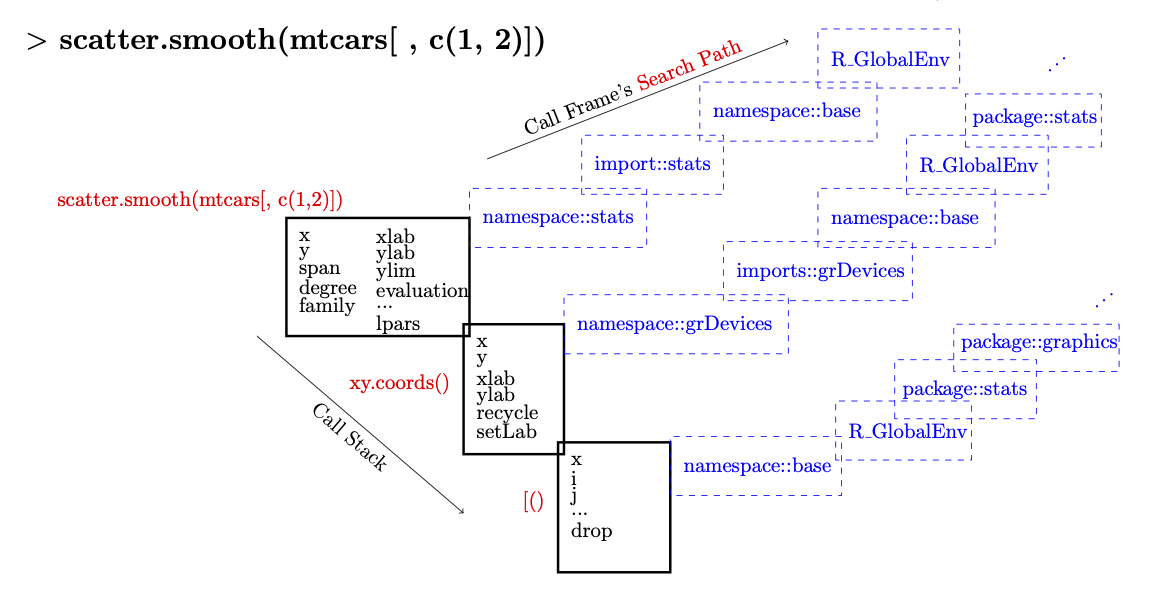 > scatter.smooth(mtcars[ , c(1, 2)])
Call Frame's Search Path
R_GlobalEnv
namespace::base
package::stats
import::stats
R_GlobalEnv
scatter.smooth(mtcars[, c(1,2)])
namespace::stats
namespace::base
x
y
span
degree
family
xlab
ylab
ylim
evaluation
...
lpars
imports::grDevices
namespace::grDevices
package::graphics
x
y
xlab
ylab
recycle
setLab
xy.coords()
Call Stack
package::stats
R_GlobalEnv
namespace::base
x
i
j
...
drop
[()